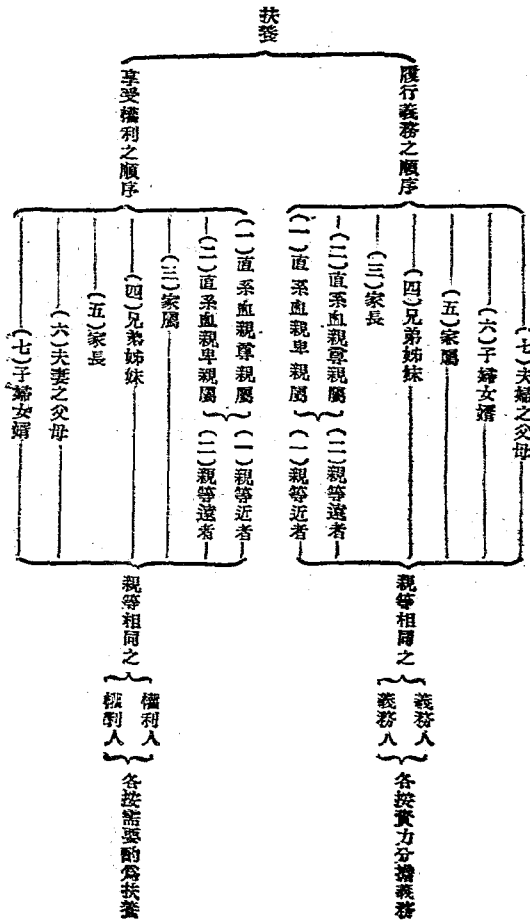 扶養
履行義務之順序
(七)夫婦之父母
(六)子婦女婿
(五)家屬
(四)兄弟姊妹
(三)家長
(二)直系血親尊親屬
(一)直系血親卑親屬
(二)親等遠者
(一)親等近者
親等相同之
義務人
義務人
各按資力分擔義務
享受權利之順序
(一)直系血親尊親屬
(二)直系血親卑親屬
(一)親等近者
(二)親等遠者
(三)家屬
(四)兄弟姊妹
(五)家長
(六)夫妻之父母
(七)子婦女婿
親等相同之
權利人
權利人
各按需要酌爲扶養